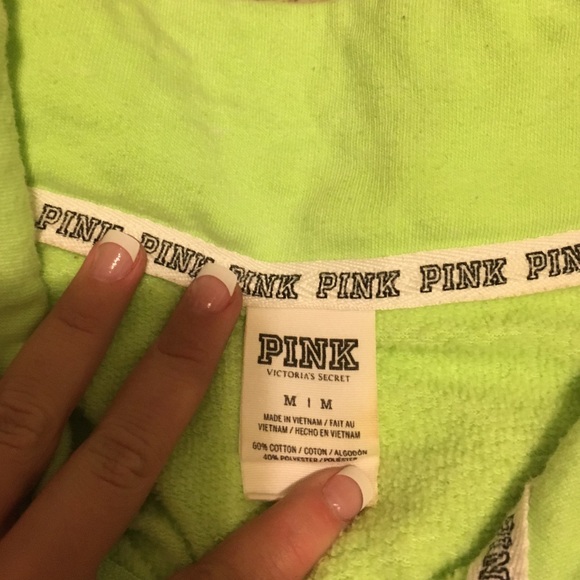 PINK PINK PINK PINK PINK PIN
PINK
VICTORIA'S SECRET
M | M
MADE IN VIETNAM / FAIT AU
VIETNAM / HECHO EN VIETNAM
60% COTTON / COTON / ALGODÓN
40% POLYESTER /